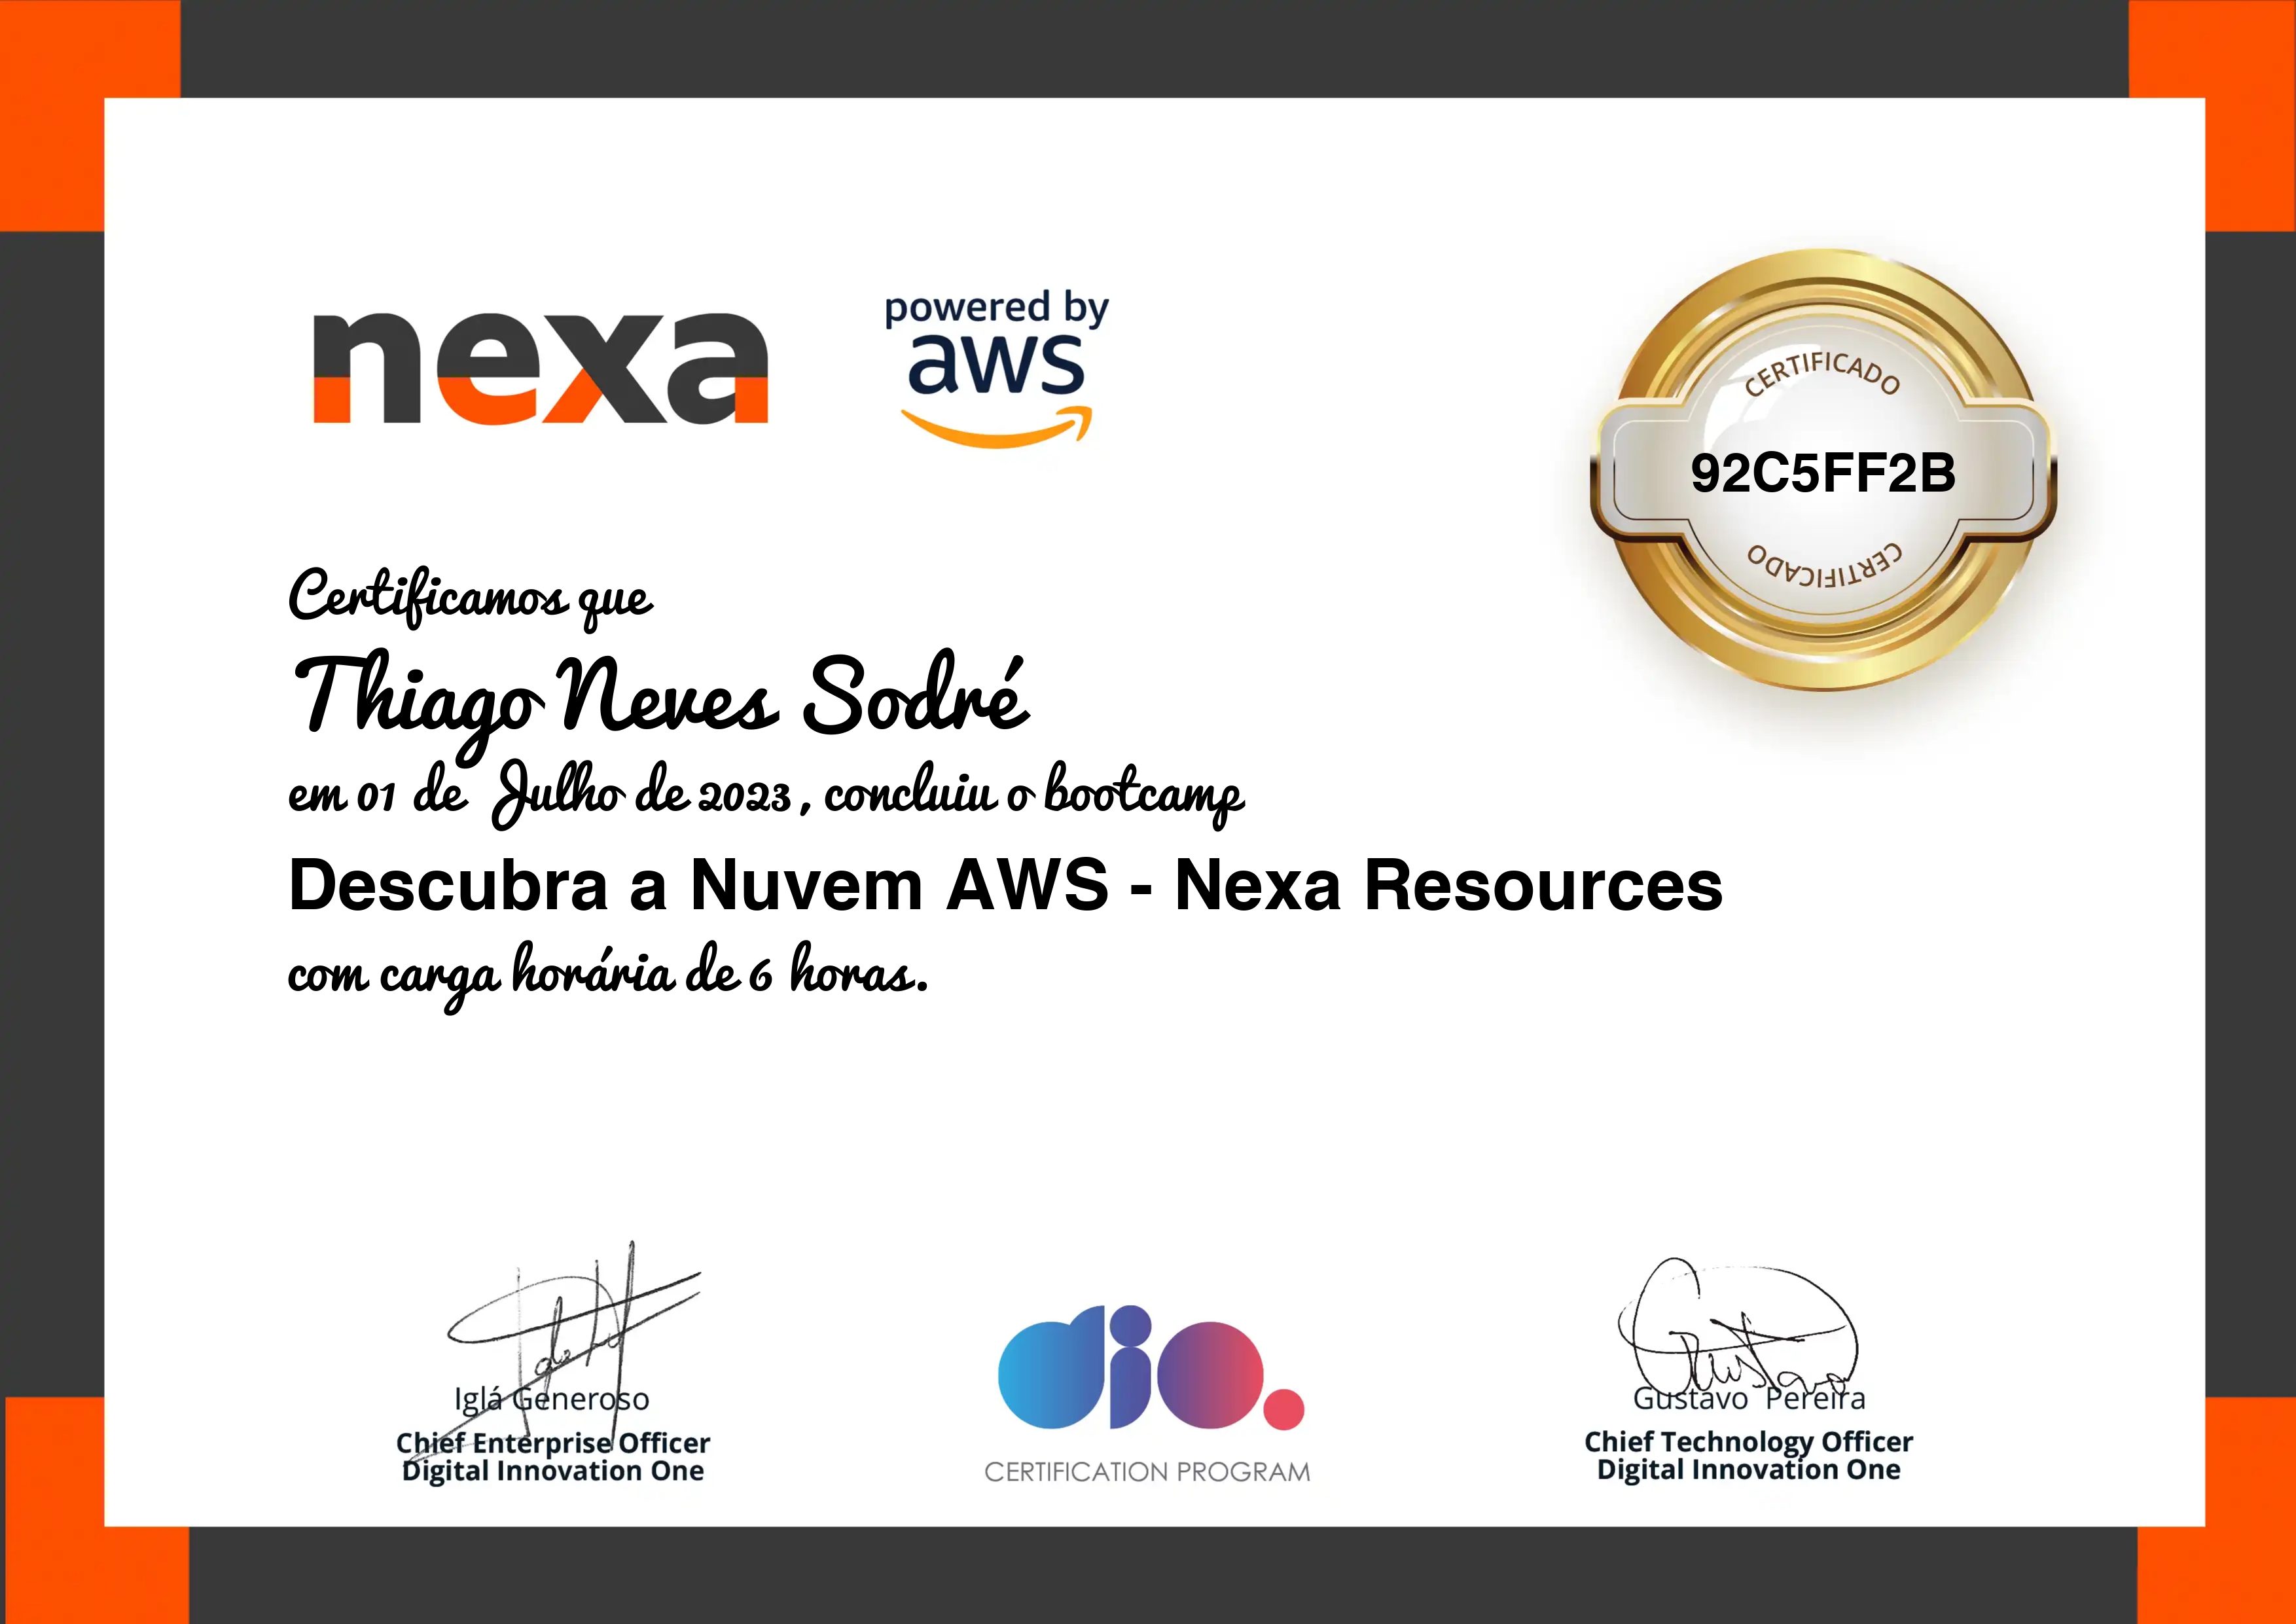 nexa
powered by
aws
CERTIFICADO
92C5FF2B
CERTIFICADO
Certificamos que
Thiago Neves Sodré
em 01 de Julho de 2023, concluiu o bootcamp
Descubra a Nuvem AWS - Nexa Resources
com carga horária de 6 horas.
Iglá Generoso
Chief Enterprise Officer
Digital Innovation One
dio.
CERTIFICATION PROGRAM
Gustavo Pereira
Chief Technology Officer
Digital Innovation One